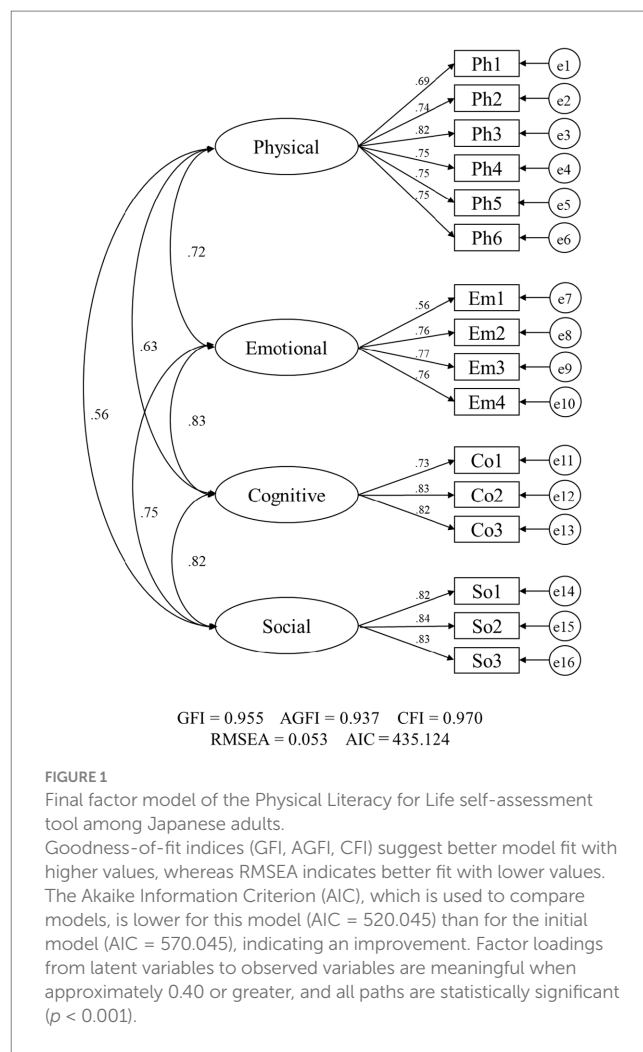 Ph1 e1
.69
Ph2 e2
.74
Physical .82 Ph3 e3
.75 Ph4 e4
.75
Ph5 e5
.75
Ph6 e6
.72
.56 Em1 e7
.76 Em2 e8
.63 Emotional
.77 Em3 e9
.76
Em4 e10
.56
.83
.73 Co1 e11
Cognitive .83 Co2 e12
.75 .82 Co3 e13
.82
.82 So1 e14
Social .84 So2 e15
.83 So3 e16
GFI = 0.955 AGFI = 0.937 CFI = 0.970
RMSEA = 0.053 AIC = 435.124
FIGURE 1
Final factor model of the Physical Literacy for Life self-assessment
tool among Japanese adults.
Goodness-of-fit indices (GFI, AGFI, CFI) suggest better model fit with
higher values, whereas RMSEA indicates better fit with lower values.
The Akaike Information Criterion (AIC), which is used to compare
models, is lower for this model (AIC = 520.045) than for the initial
model (AIC = 570.045), indicating an improvement. Factor loadings
from latent variables to observed variables are meaningful when
approximately 0.40 or greater, and all paths are statistically significant
(p < 0.001).